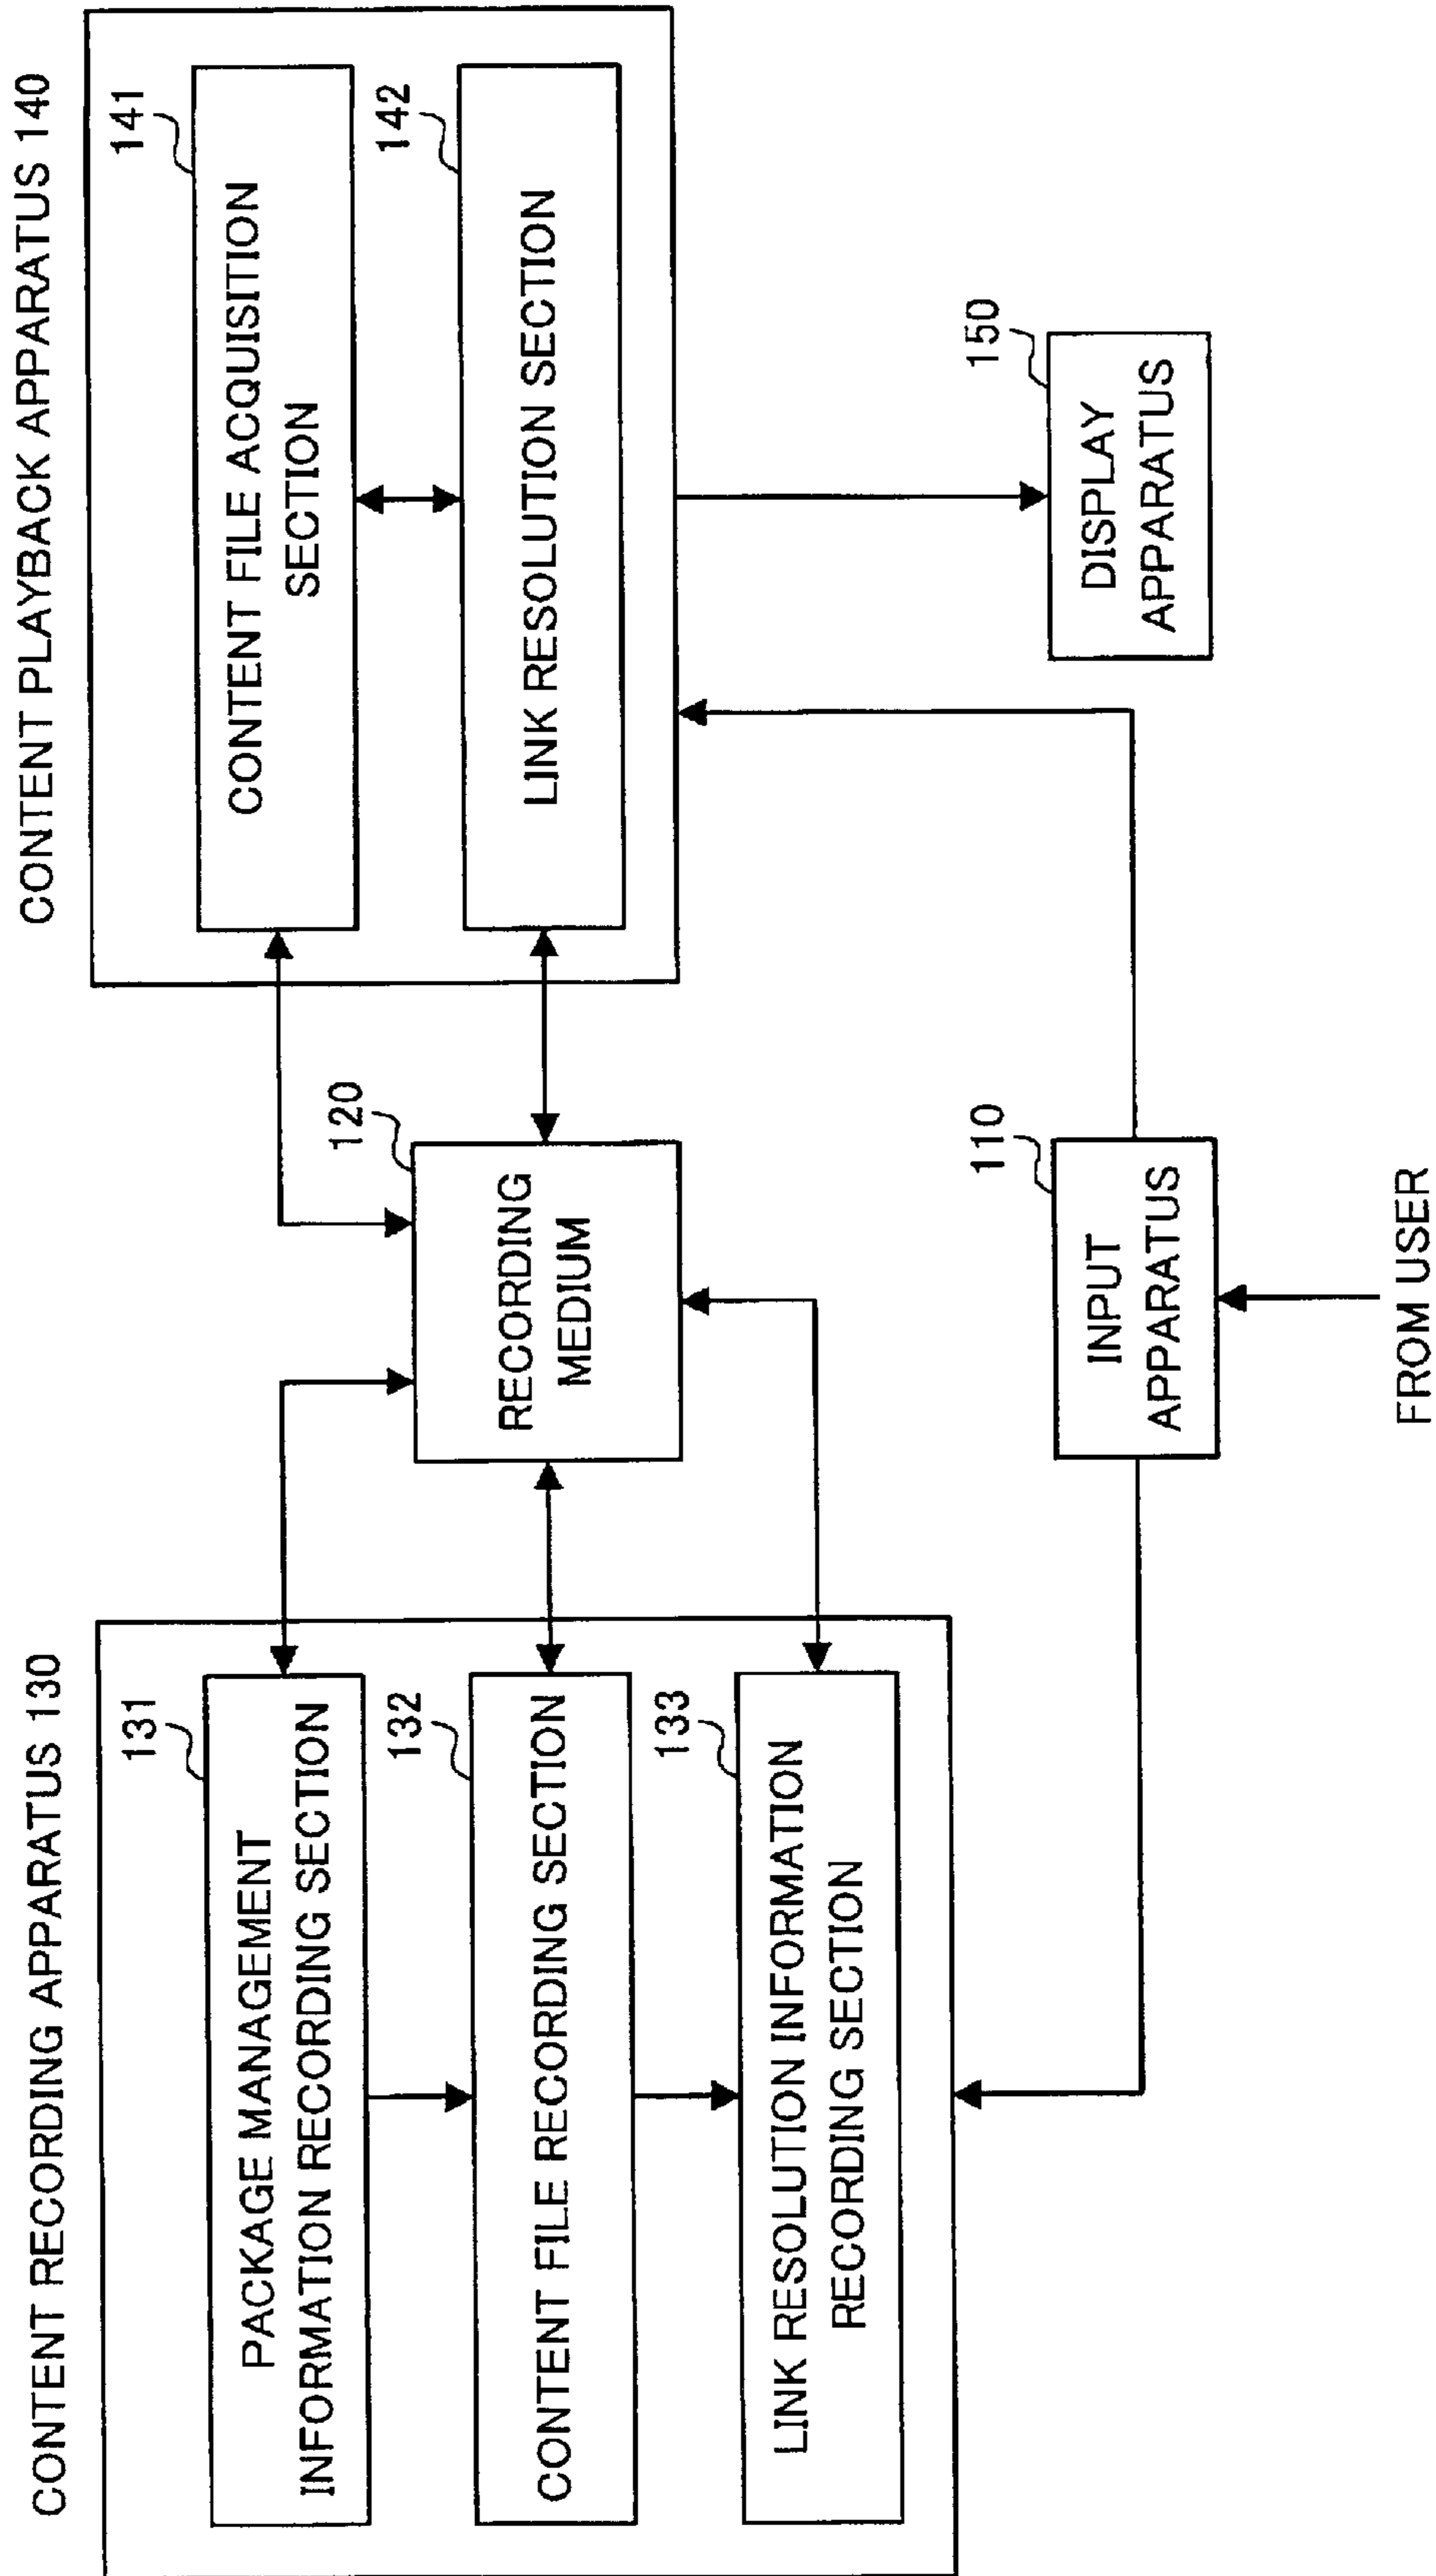 CONTENT RECORDING APPARATUS 130
131
PACKAGE MANAGEMENT
INFORMATION RECORDING SECTION
132
CONTENT FILE RECORDING SECTION
133
LINK RESOLUTION INFORMATION
RECORDING SECTION
120
RECORDING
MEDIUM
CONTENT PLAYBACK APPARATUS 140
141
CONTENT FILE ACQUISITION
SECTION
142
LINK RESOLUTION SECTION
110
INPUT
APPARATUS
FROM USER
150
DISPLAY
APPARATUS